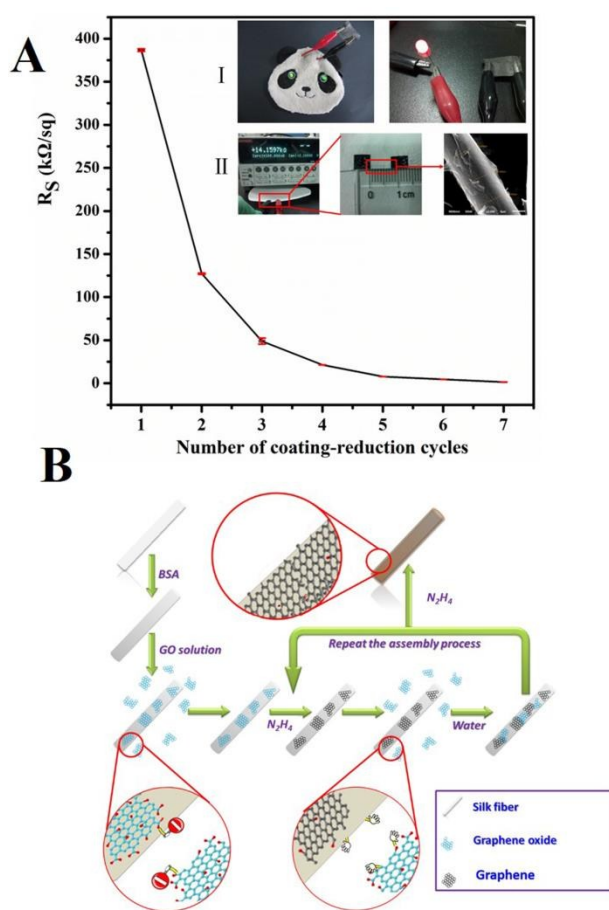 A
R_S (kΩ/sq)
400
350
300
250
200
150
100
50
0
I
II
+14.1597kΩ
0 1cm
1 2 3 4 5 6 7
Number of coating-reduction cycles
B
BSA
N₂H₄
GO solution
Repeat the assembly process
N₂H₄
Water
Silk fiber
Graphene oxide
Graphene